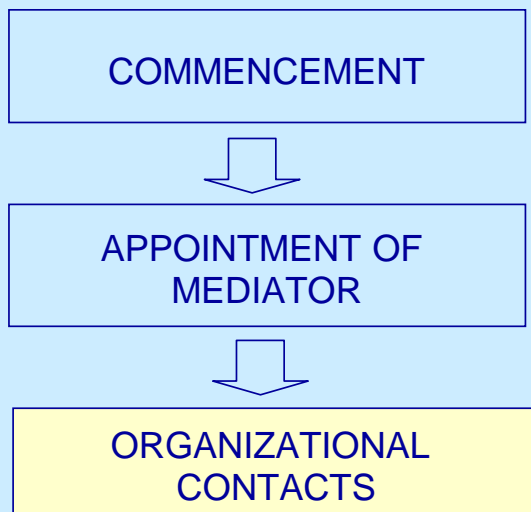 COMMENCEMENT
APPOINTMENT OF
MEDIATOR
ORGANIZATIONAL
CONTACTS